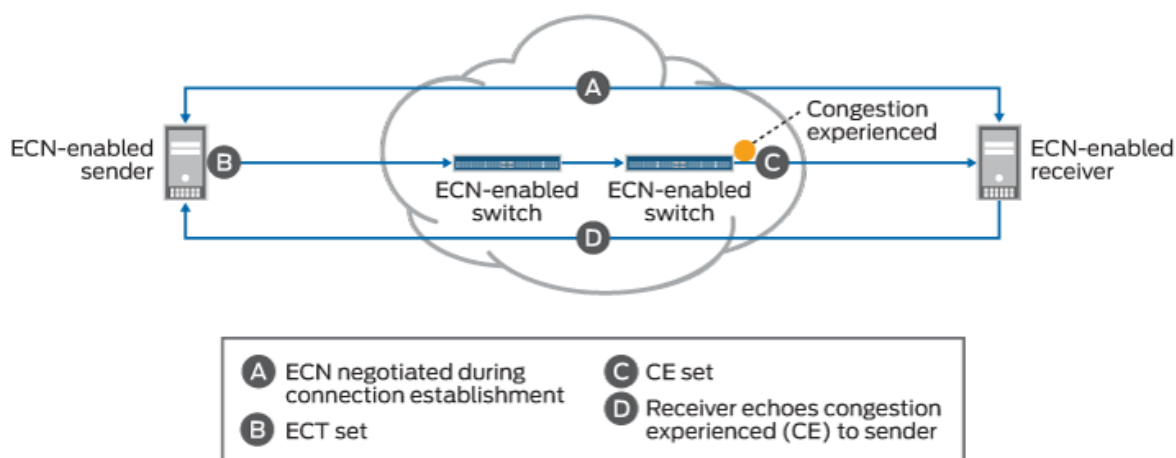 A
Congestion
experienced
ECN-enabled
sender
B
C
ECN-enabled
receiver
ECN-enabled
switch
ECN-enabled
switch
D
A ECN negotiated during
connection establishment
B ECT set
C CE set
D Receiver echoes congestion
experienced (CE) to sender